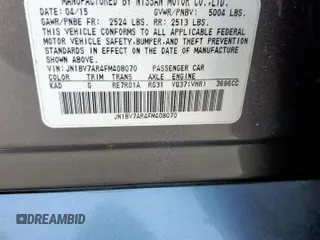 MANUFACTURED BY NISSAN MOTOR CO.,LTD.
DATE: 04/15 GVWR/PNBV: 5004 LBS.
GAWR/PNBE FR: 2524 LBS. RR: 2513 LBS.
THIS VEHICLE CONFORMS TO ALL APPLICABLE
FEDERAL MOTOR VEHICLE SAFETY, BUMPER, AND
THEFT PREVENTION STANDARDS IN EFFECT ON THE
DATE OF MANUFACTURE SHOWN ABOVE.
VIN: JN1BV7AR4FM408070 PASSENGER CAR
COLOR TRIM TRANS AXLE ENGINE
KAD G RE7R01A R031 VQ37(VHR) 3696CC
JN1BV7AR4FM408070
DREAMBID